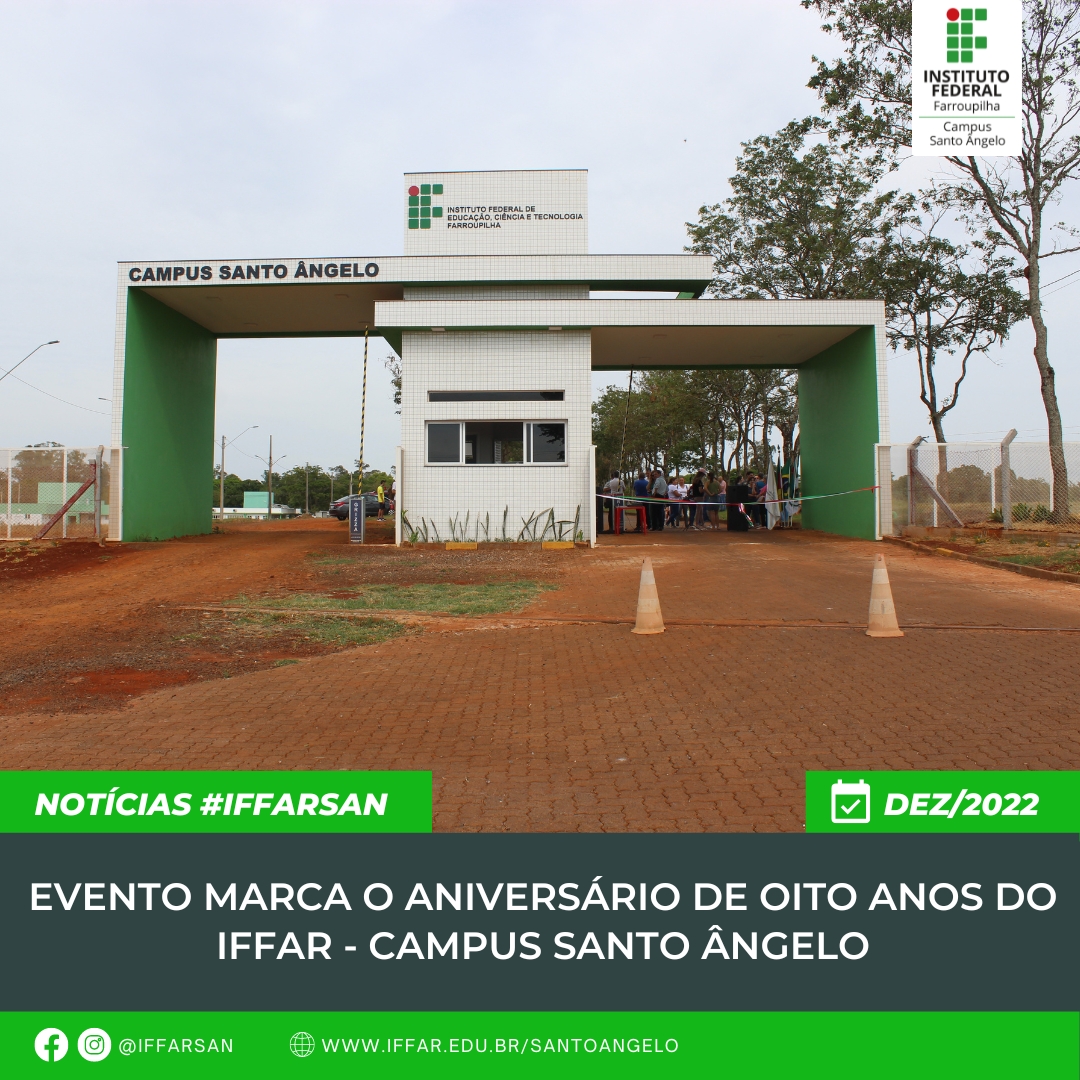 INSTITUTO
FEDERAL
Farroupilha
Campus
Santo Ângelo
INSTITUTO FEDERAL DE
EDUCAÇÃO, CIÊNCIA E TECNOLOGIA
FARROUPILHA
CAMPUS SANTO ÂNGELO
GRIZZA
NOTÍCIAS #IFFARSAN
DEZ/2022
EVENTO MARCA O ANIVERSÁRIO DE OITO ANOS DO
IFFAR - CAMPUS SANTO ÂNGELO
@IFFARSAN
WWW.IFFAR.EDU.BR/SANTOANGELO